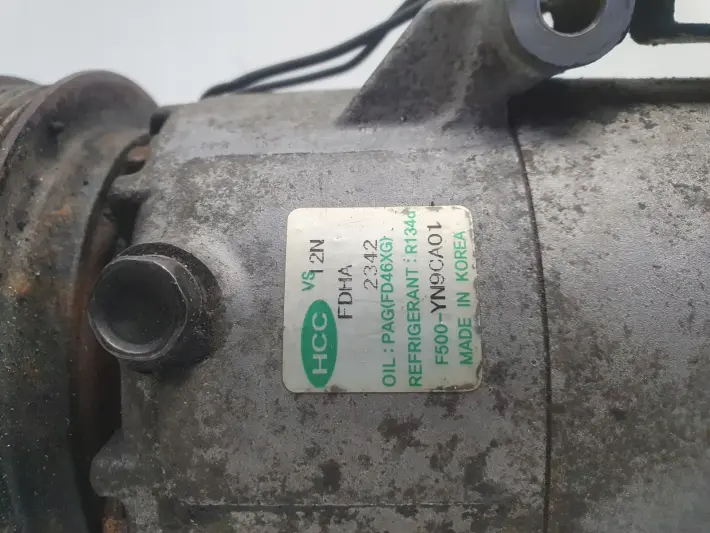 HCC
VS 12N
FDHA
2342
OIL : PAG(FD46XG)
REFRIGERANT : R134a
F500-YN9CA01
MADE IN KOREA